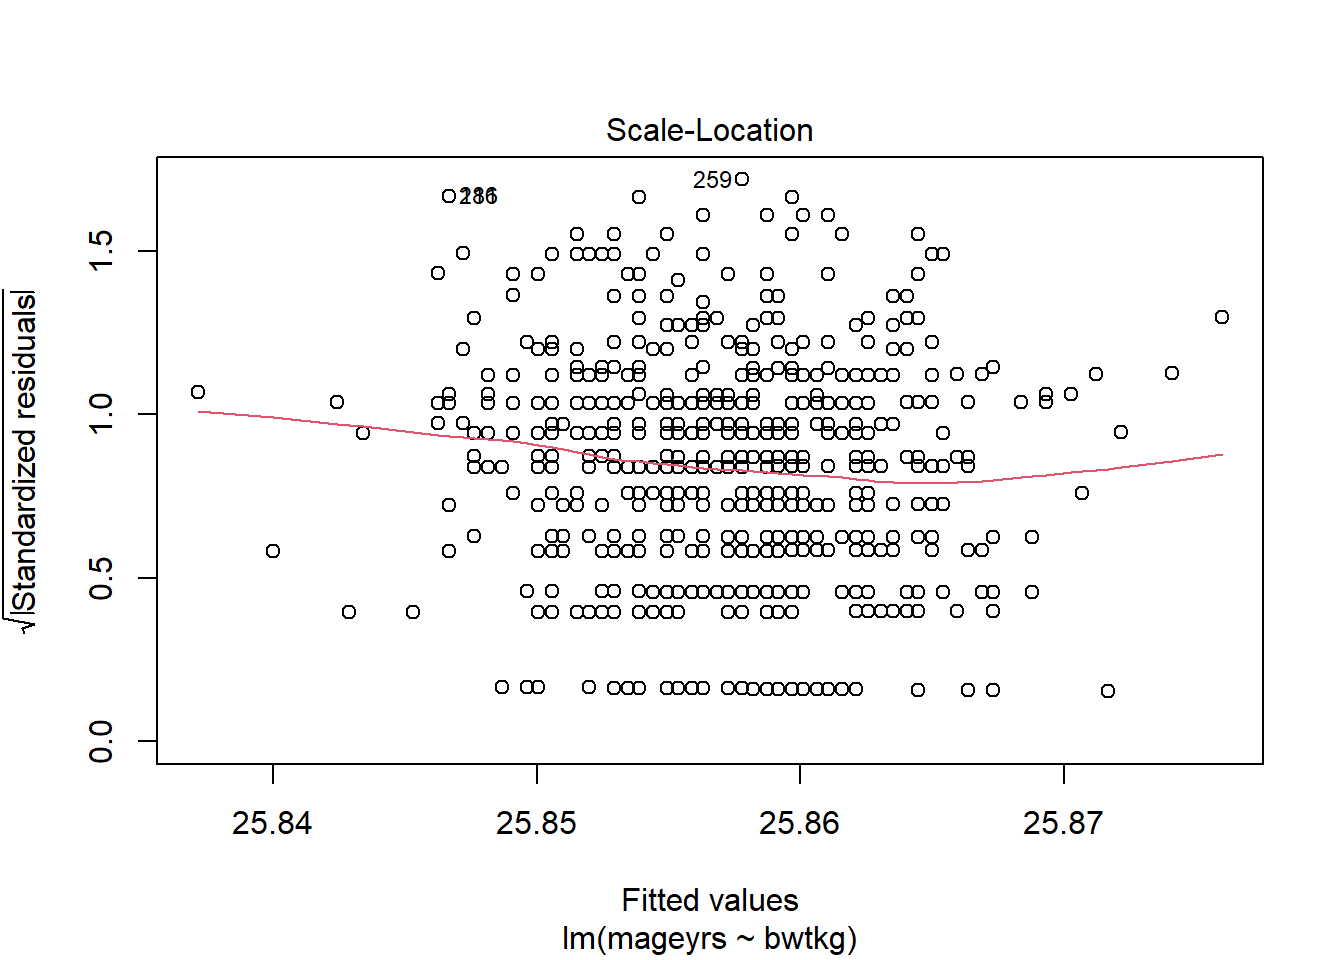 Scale-Location
259
1.5
1.0
0.5
0.0
√|Standardized residuals|
25.84 25.85 25.86 25.87
Fitted values
lm(mageyrs ~ bwtkg)